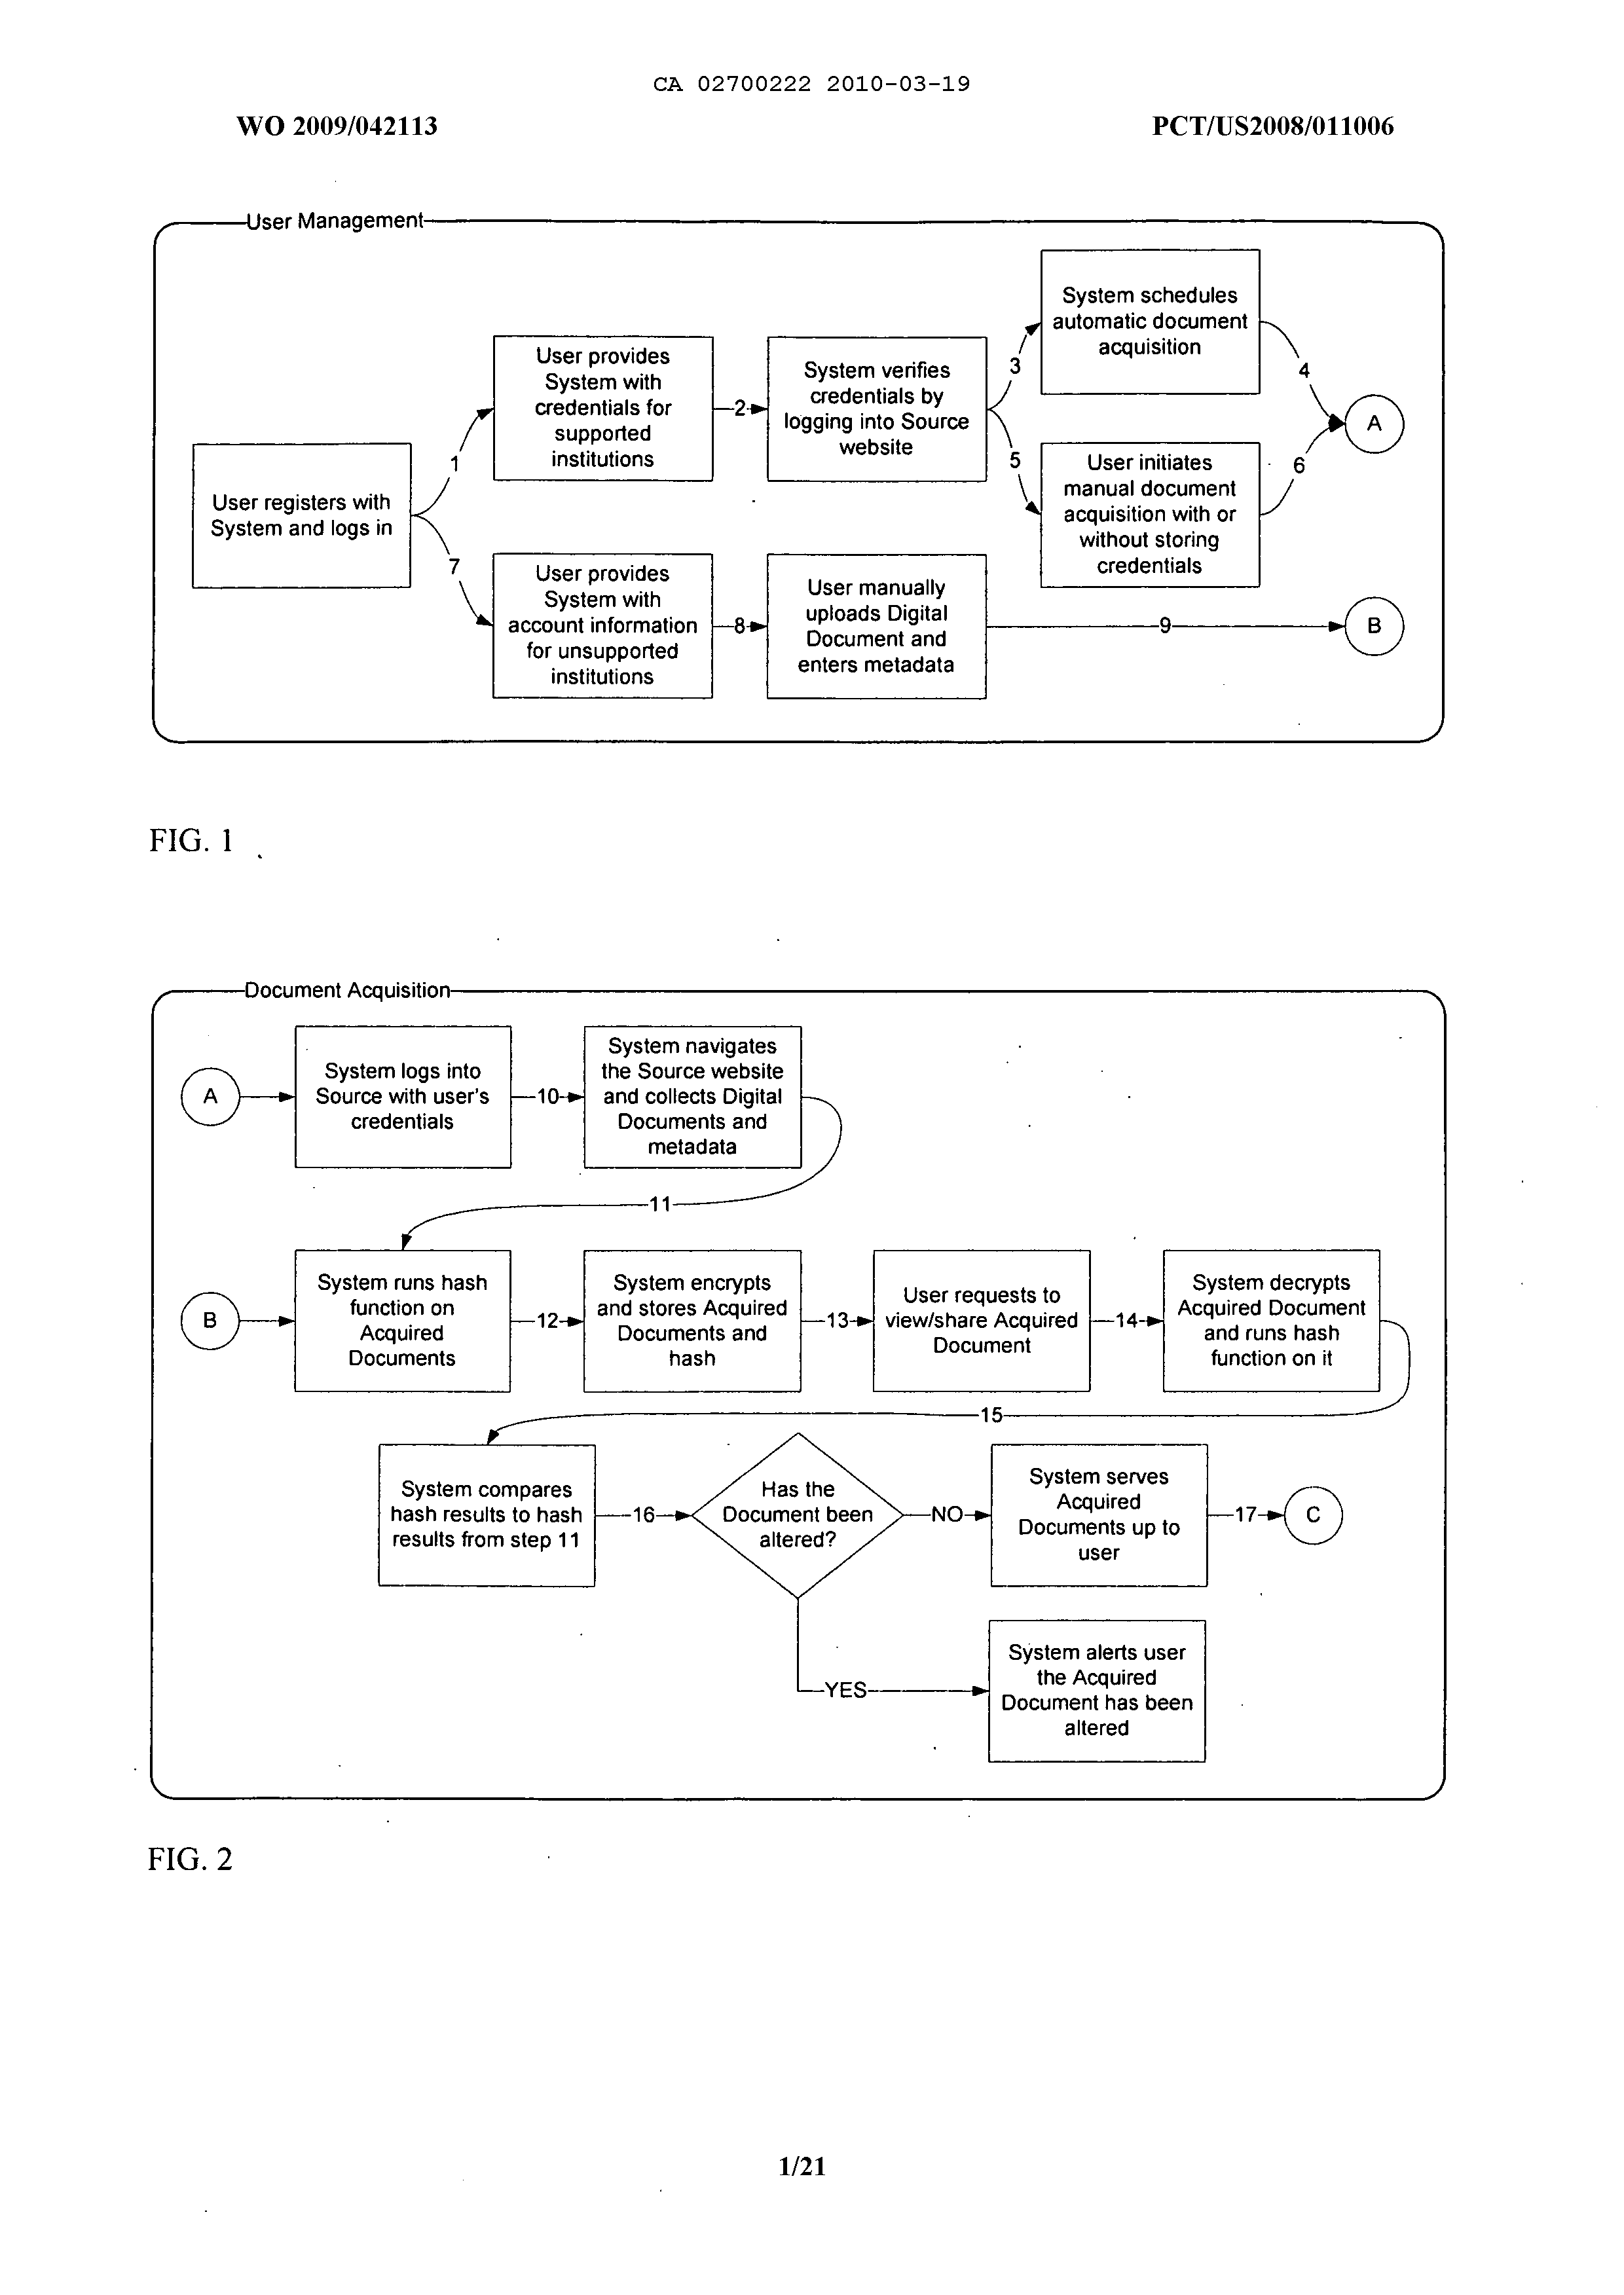 CA 02700222 2010-03-19
WO 2009/042113
PCT/US2008/011006
User Management
User registers with
System and logs in
1
User provides
System with
credentials for
supported
institutions
2
System verifies
credentials by
logging into Source
website
3
System schedules
automatic document
acquisition
4
A
5
User initiates
manual document
acquisition with or
without storing
credentials
6
7
User provides
System with
account information
for unsupported
institutions
8
User manually
uploads Digital
Document and
enters metadata
9
B
FIG. 1
Document Acquisition
A
System logs into
Source with user's
credentials
10
System navigates
the Source website
and collects Digital
Documents and
metadata
11
B
System runs hash
function on
Acquired
Documents
12
System encrypts
and stores Acquired
Documents and
hash
13
User requests to
view/share Acquired
Document
14
System decrypts
Acquired Document
and runs hash
function on it
15
System compares
hash results to hash
results from step 11
16
Has the
Document been
altered?
NO
System serves
Acquired
Documents up to
user
17
C
YES
System alerts user
the Acquired
Document has been
altered
FIG. 2
1/21